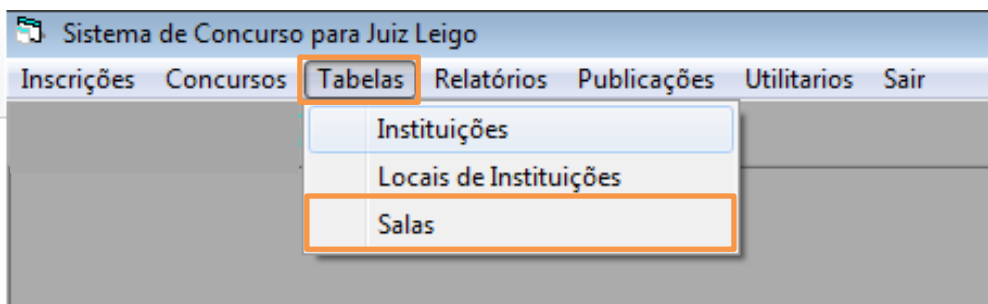 Sistema de Concurso para Juiz Leigo
Inscrições Concursos Tabelas Relatórios Publicações Utilitarios Sair
Instituições
Locais de Instituições
Salas